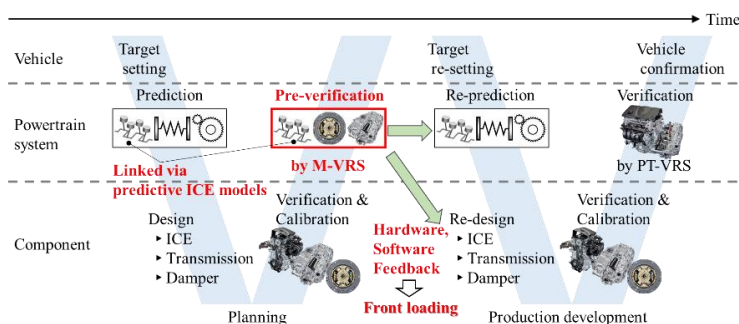 Time
Vehicle
Target
setting
Target
re-setting
Vehicle
confirmation
Powertrain
system
Prediction
Pre-verification
Re-prediction
Verification
Linked via
predictive ICE models
by M-VRS
by PT-VRS
Component
Design
▸ ICE
▸ Transmission
▸ Damper
Verification &
Calibration
Hardware,
Software
Feedback
Front loading
Re-design
▸ ICE
▸ Transmission
▸ Damper
Verification &
Calibration
Planning
Production development